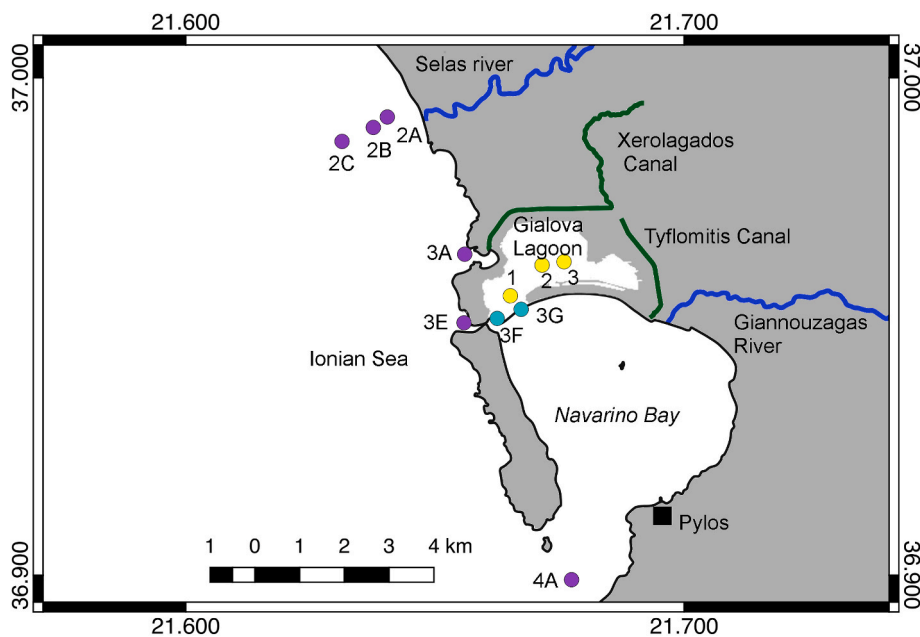 21.600
21.700
37.000
37.000
Selas river
2A
2B
2C
Xerolagados
Canal
Gialova
Lagoon
Tyflomitis Canal
3A
1
2
3
3E
3F
3G
Giannouzagas
River
Ionian Sea
Navarino Bay
Pylos
1 0 1 2 3 4 km
4A
36.900
36.900
21.600
21.700